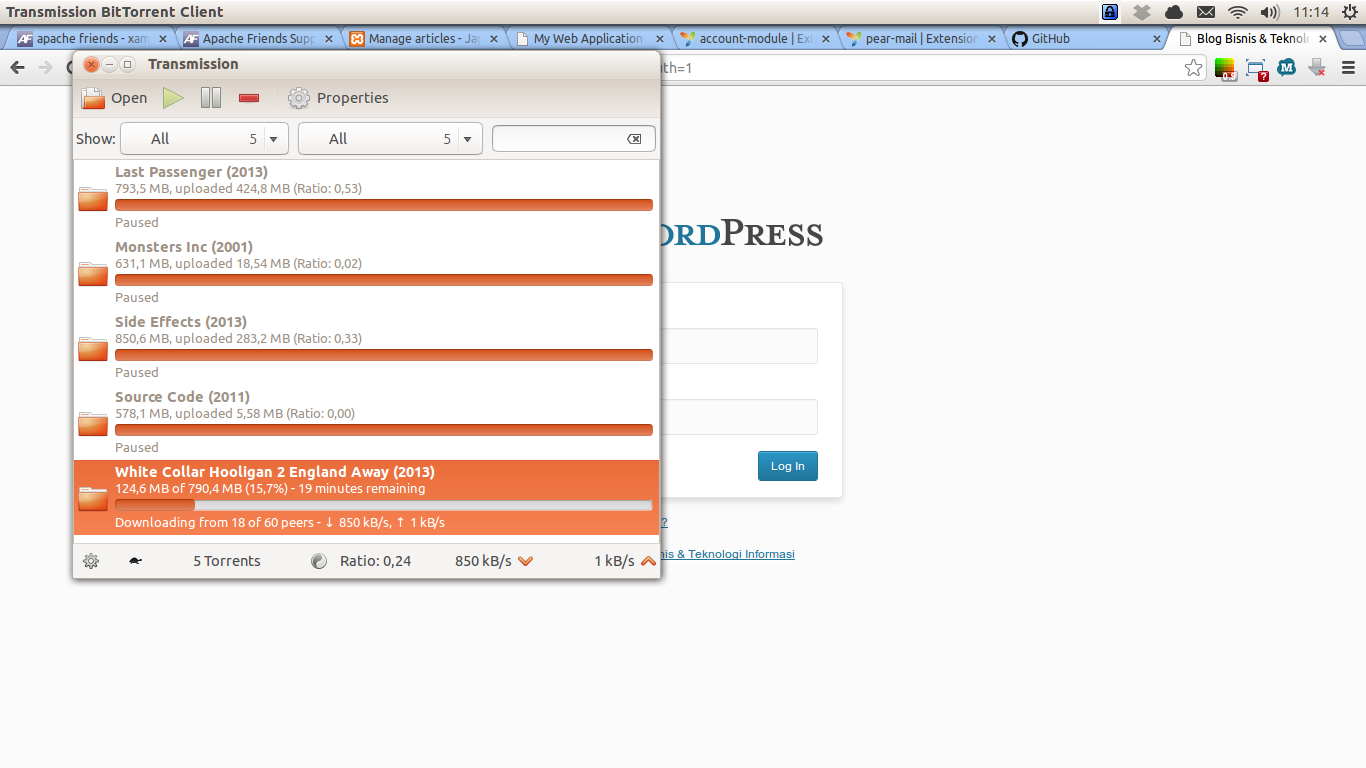 Transmission BitTorrent Client
11:14
apache friends - xam
Apache Friends Supp
Manage articles - Jag
My Web Application
account-module | Ex
pear-mail | Extension
GitHub
Blog Bisnis & Teknolo
Transmission
th=1
0.5
?
M
Open
Properties
Show:
All 5
All 5
Last Passenger (2013)
793,5 MB, uploaded 424,8 MB (Ratio: 0,53)
Paused
Monsters Inc (2001)
631,1 MB, uploaded 18,54 MB (Ratio: 0,02)
Paused
ORDPRESS
Side Effects (2013)
850,6 MB, uploaded 283,2 MB (Ratio: 0,33)
Paused
Source Code (2011)
578,1 MB, uploaded 5,58 MB (Ratio: 0,00)
Paused
White Collar Hooligan 2 England Away (2013)
124,6 MB of 790,4 MB (15,7%) - 19 minutes remaining
Downloading from 18 of 60 peers - ↓ 850 kB/s, ↑ 1 kB/s
Log In
?
nis & Teknologi Informasi
5 Torrents
Ratio: 0,24
850 kB/s
1 kB/s